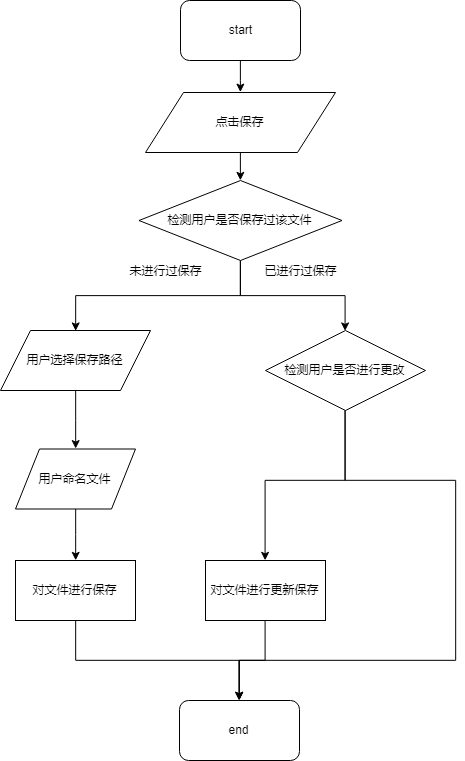 start
点击保存
检测用户是否保存过该文件
未进行过保存
已进行过保存
用户选择保存路径
检测用户是否进行更改
用户命名文件
对文件进行保存
对文件进行更新保存
end